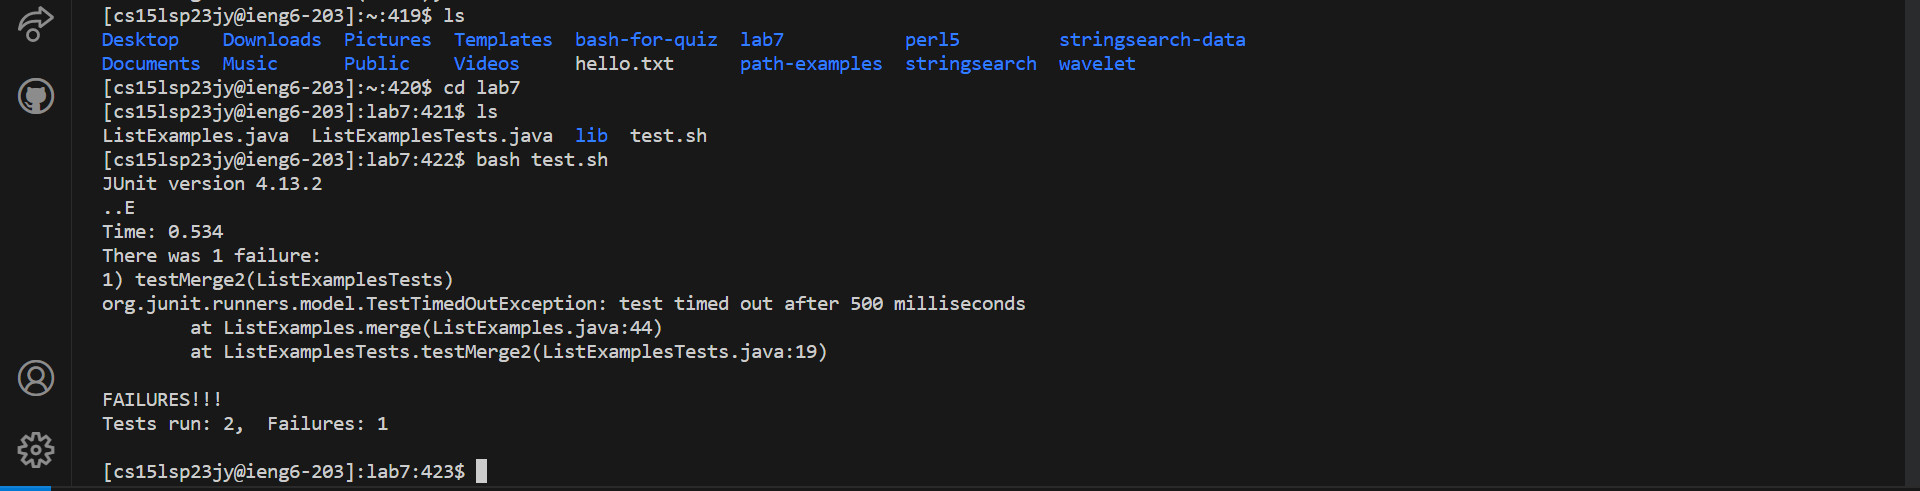 [cs15lsp23jy@ieng6-203]:~:419$ ls
Desktop    Downloads  Pictures  Templates  bash-for-quiz  lab7           perl5         stringsearch-data
Documents  Music      Public    Videos     hello.txt      path-examples  stringsearch  wavelet
[cs15lsp23jy@ieng6-203]:~:420$ cd lab7
[cs15lsp23jy@ieng6-203]:lab7:421$ ls
ListExamples.java  ListExamplesTests.java  lib  test.sh
[cs15lsp23jy@ieng6-203]:lab7:422$ bash test.sh
JUnit version 4.13.2
..E
Time: 0.534
There was 1 failure:
1) testMerge2(ListExamplesTests)
org.junit.runners.model.TestTimedOutException: test timed out after 500 milliseconds
        at ListExamples.merge(ListExamples.java:44)
        at ListExamplesTests.testMerge2(ListExamplesTests.java:19)
FAILURES!!!
Tests run: 2,  Failures: 1
[cs15lsp23jy@ieng6-203]:lab7:423$